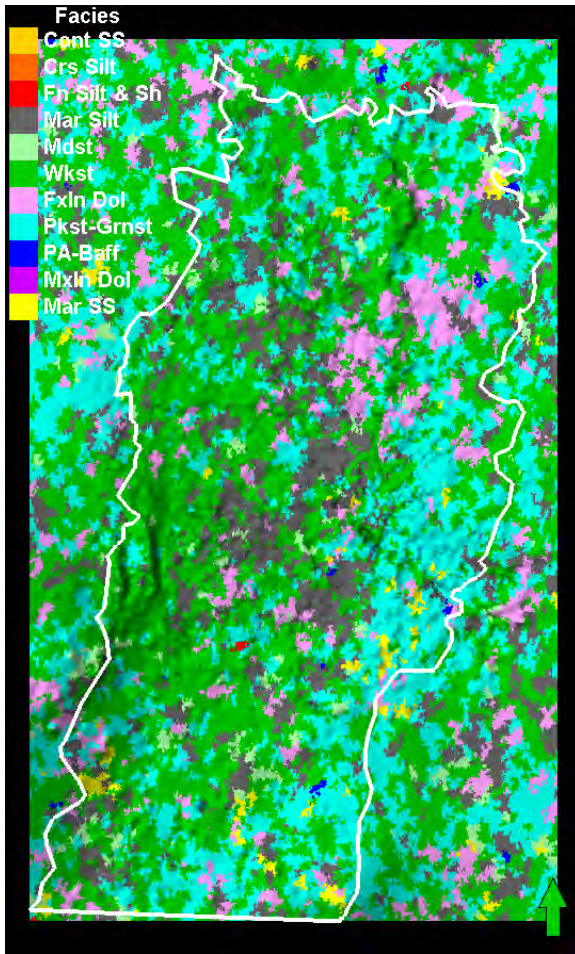 Facies
Cont SS
Crs Silt
Fn Silt & Sh
Mar Silt
Mdst
Wkst
Fxln Dol
Pkst-Grnst
PA-Baff
Mxln Dol
Mar SS